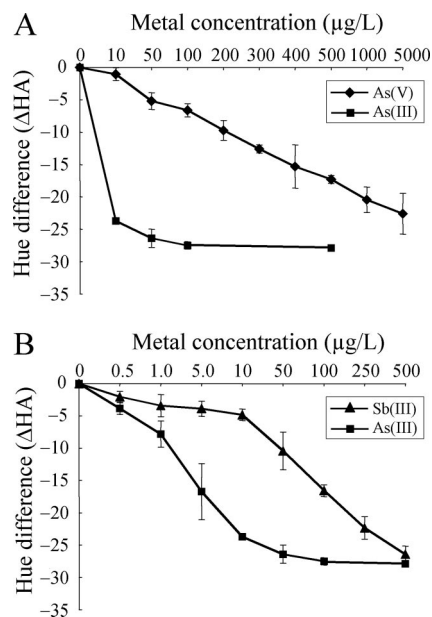 A
Metal concentration (µg/L)
0 10 50 100 200 300 400 500 1000 5000
Hue difference (ΔHA)
0
−5
−10
−15
−20
−25
−30
−35
As(V)
As(III)
B
Metal concentration (µg/L)
0 0.5 1.0 5.0 10 50 100 250 500
Hue difference (ΔHA)
0
−5
−10
−15
−20
−25
−30
−35
Sb(III)
As(III)